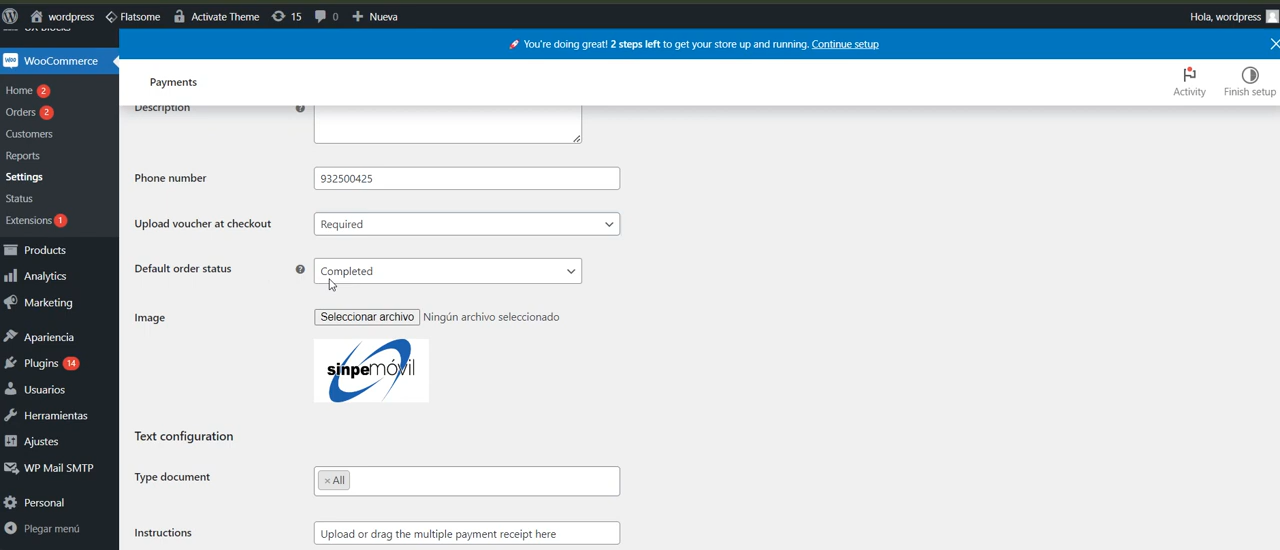 wordpress Flatsome Activate Theme 15 0 + Nueva Hola, wordpress
UX Blocks
WooCommerce
Home 2
Orders 2
Customers
Reports
Settings
Status
Extensions 1
Products
Analytics
Marketing
Apariencia
Plugins 14
Usuarios
Herramientas
Ajustes
WP Mail SMTP
Personal
Plegar menú
🚀 You're doing great! 2 steps left to get your store up and running. Continue setup
Payments
Activity
Finish setup
Description
Phone number 932500425
Upload voucher at checkout Required
Default order status Completed
Image Seleccionar archivo Ningún archivo seleccionado
sinpemóvil
Text configuration
Type document × All
Instructions Upload or drag the multiple payment receipt here